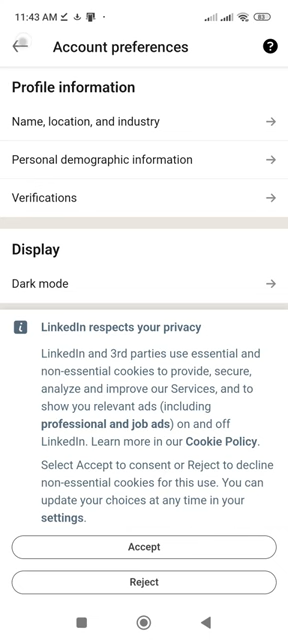 11:43 AM
83
Account preferences
?
Profile information
Name, location, and industry
Personal demographic information
Verifications
Display
Dark mode
LinkedIn respects your privacy
LinkedIn and 3rd parties use essential and
non-essential cookies to provide, secure,
analyze and improve our Services, and to
show you relevant ads (including
professional and job ads) on and off
LinkedIn. Learn more in our Cookie Policy.
Select Accept to consent or Reject to decline
non-essential cookies for this use. You can
update your choices at any time in your
settings.
Accept
Reject